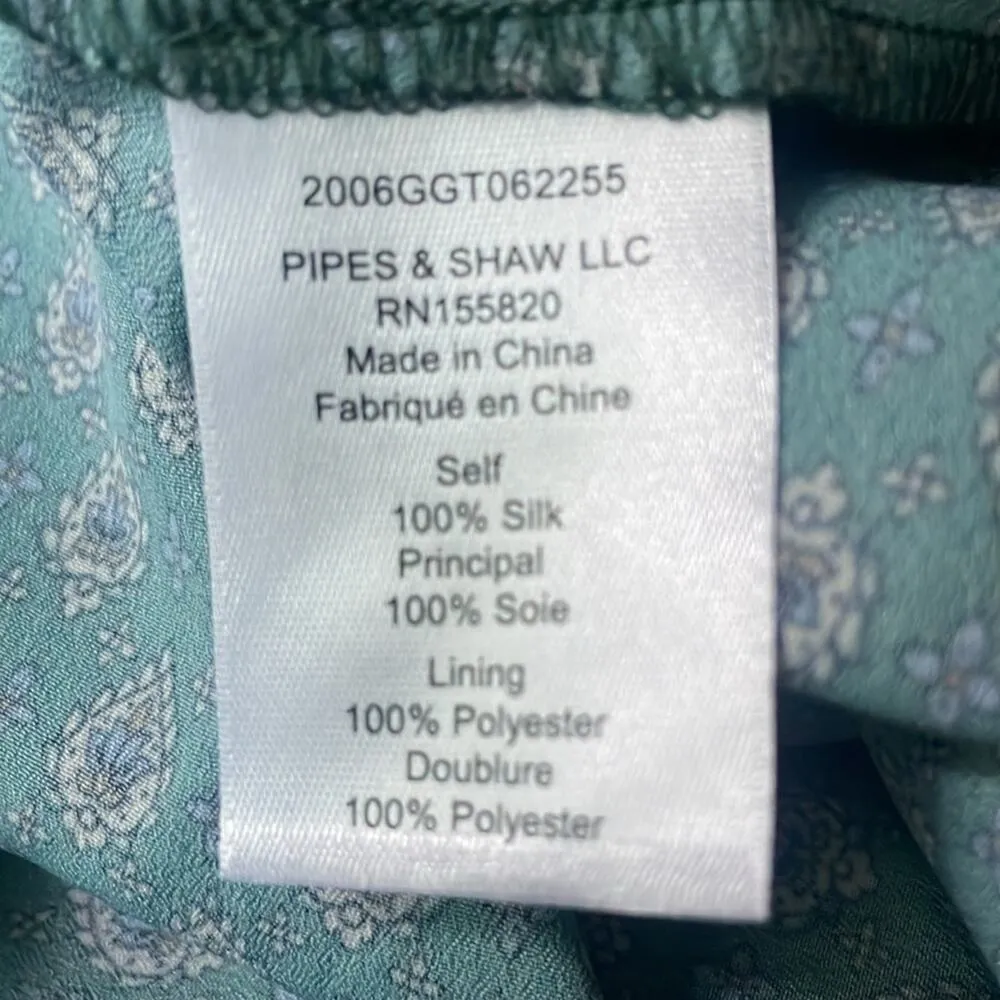 2006GGT062255
PIPES & SHAW LLC
RN155820
Made in China
Fabriqué en Chine
Self
100% Silk
Principal
100% Soie
Lining
100% Polyester
Doublure
100% Polyester